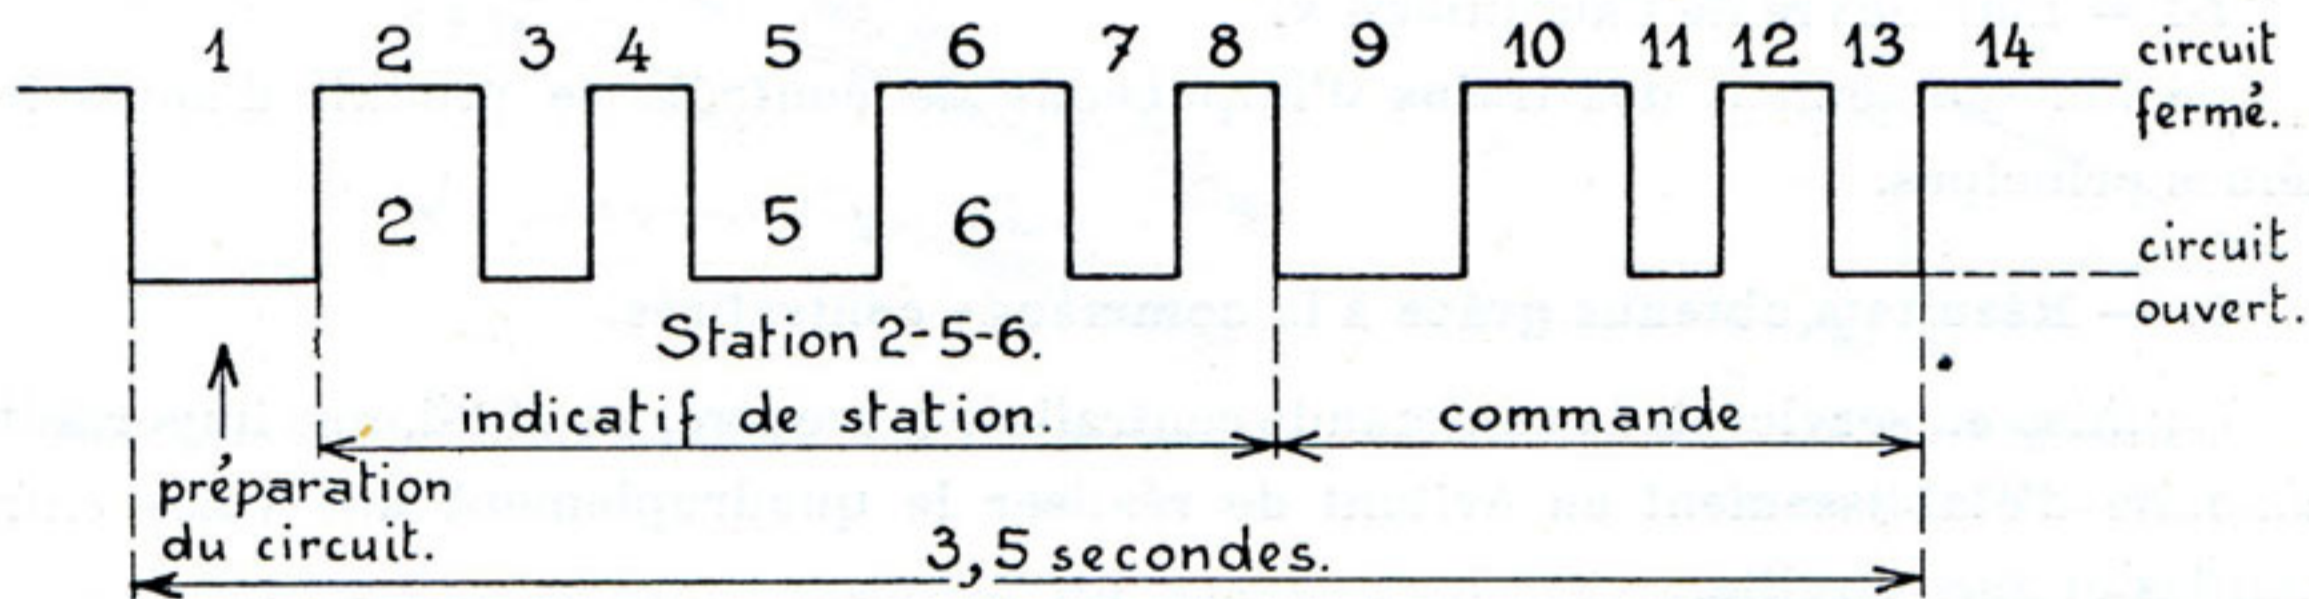 1 2 3 4 5 6 7 8 9 10 11 12 13 14
circuit
fermé.
2 5 6
circuit
ouvert.
Station 2-5-6.
indicatif de station.
commande
préparation
du circuit.
3,5 secondes.